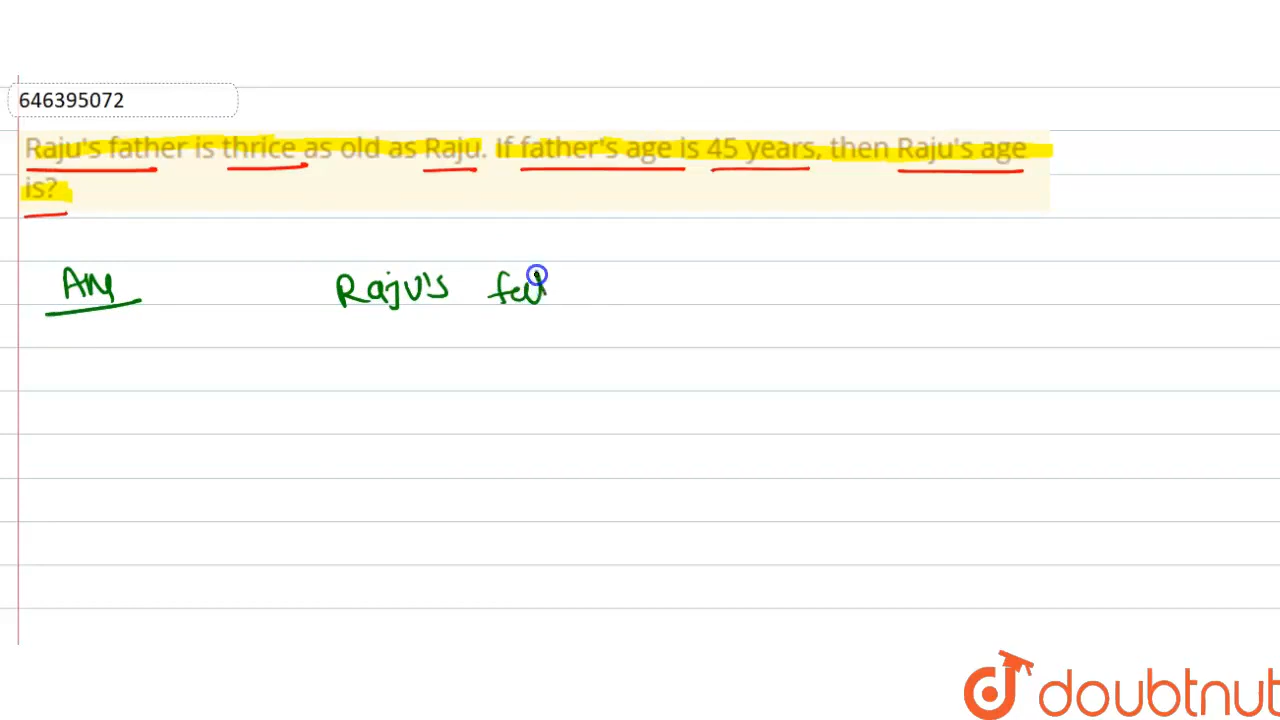 646395072
Raju's father is thrice as old as Raju. If father's age is 45 years, then Raju's age
is?
Ans Raju's
doubtnut